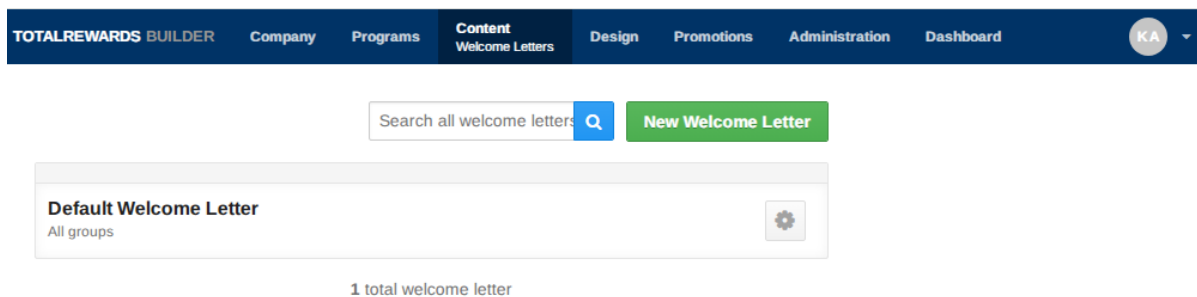 TOTALREWARDS BUILDER Company Programs Content Welcome Letters Design Promotions Administration Dashboard KA
Search all welcome letters New Welcome Letter
Default Welcome Letter
All groups
1 total welcome letter